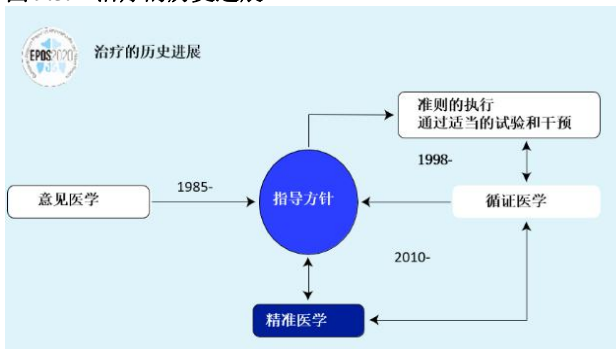 EPOS2020
治疗的历史进展
准则的执行
通过适当的试验和干预
1998-
意见医学
1985-
指导方针
循证医学
2010-
精准医学